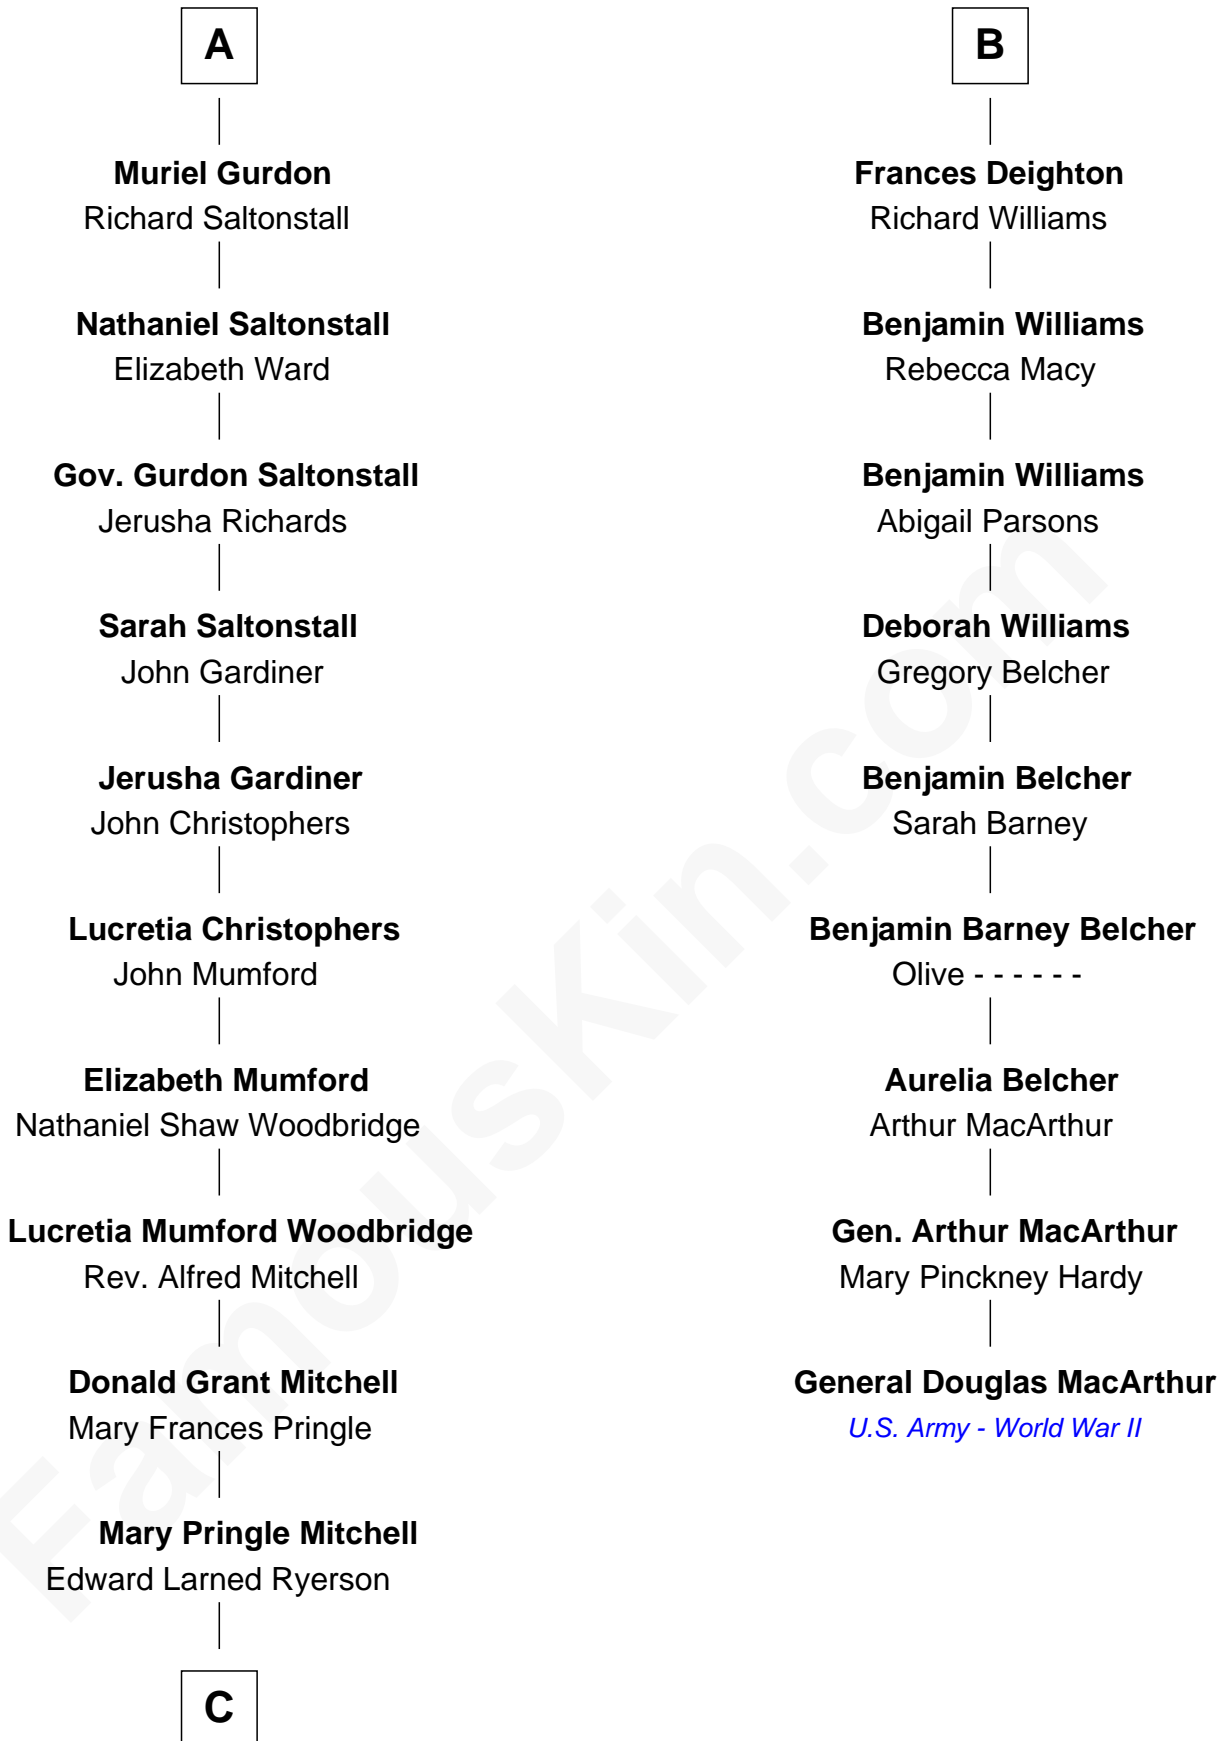 A
Muriel Gurdon
Richard Saltonstall
Nathaniel Saltonstall
Elizabeth Ward
Gov. Gurdon Saltonstall
Jerusha Richards
Sarah Saltonstall
John Gardiner
Jerusha Gardiner
John Christophers
Lucretia Christophers
John Mumford
Elizabeth Mumford
Nathaniel Shaw Woodbridge
Lucretia Mumford Woodbridge
Rev. Alfred Mitchell
Donald Grant Mitchell
Mary Frances Pringle
Mary Pringle Mitchell
Edward Larned Ryerson
C
B
Frances Deighton
Richard Williams
Benjamin Williams
Rebecca Macy
Benjamin Williams
Abigail Parsons
Deborah Williams
Gregory Belcher
Benjamin Belcher
Sarah Barney
Benjamin Barney Belcher
Olive - - - - - -
Aurelia Belcher
Arthur MacArthur
Gen. Arthur MacArthur
Mary Pinckney Hardy
General Douglas MacArthur
U.S. Army - World War II
FamousKin.com